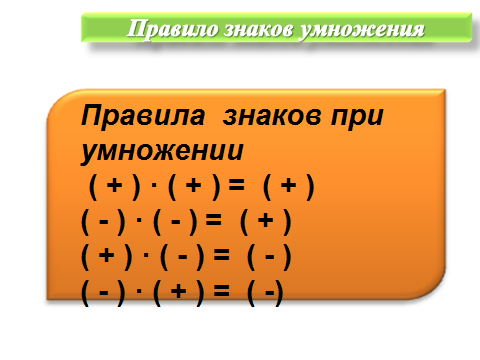 Правило знаков умножения
Правила знаков при
умножении
( + ) · ( + ) = ( + )
( - ) · ( - ) = ( + )
( + ) · ( - ) = ( - )
( - ) · ( + ) = ( -)